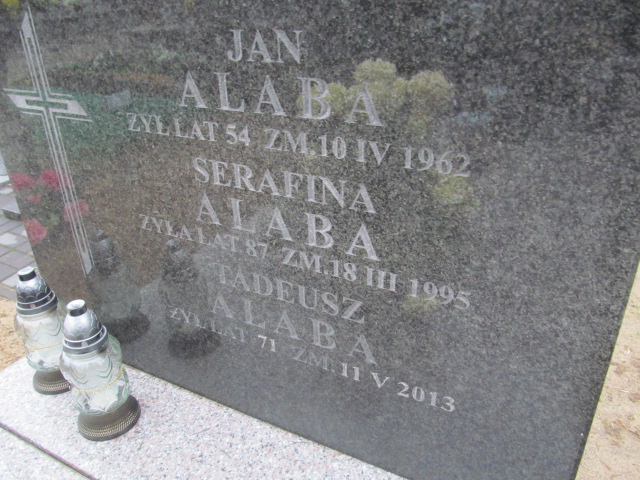 JAN
ALABA
ŻYŁ LAT 54 ZM. 10 IV 1962
SERAFINA
ALABA
ŻYŁA LAT 87 ZM. 18 III 1995
TADEUSZ
ALABA
ŻYŁ LAT 71 ZM. 11 V 2013